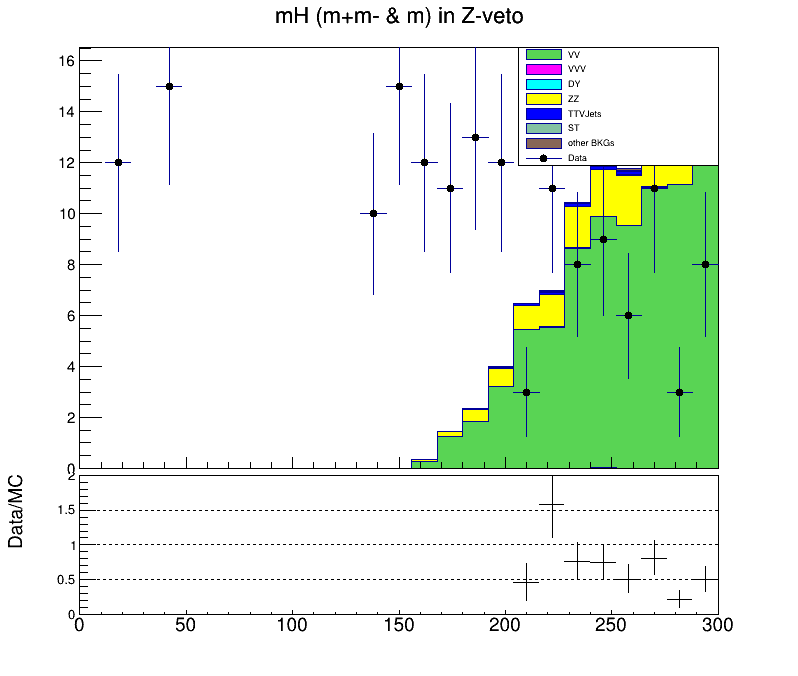 mH (m+m- & m) in Z-veto
16
14
12
10
8
6
4
2
0
VV
VVV
DY
ZZ
TTVJets
ST
other BKGs
Data
Data/MC
2
1.5
1
0.5
0
0 50 100 150 200 250 300